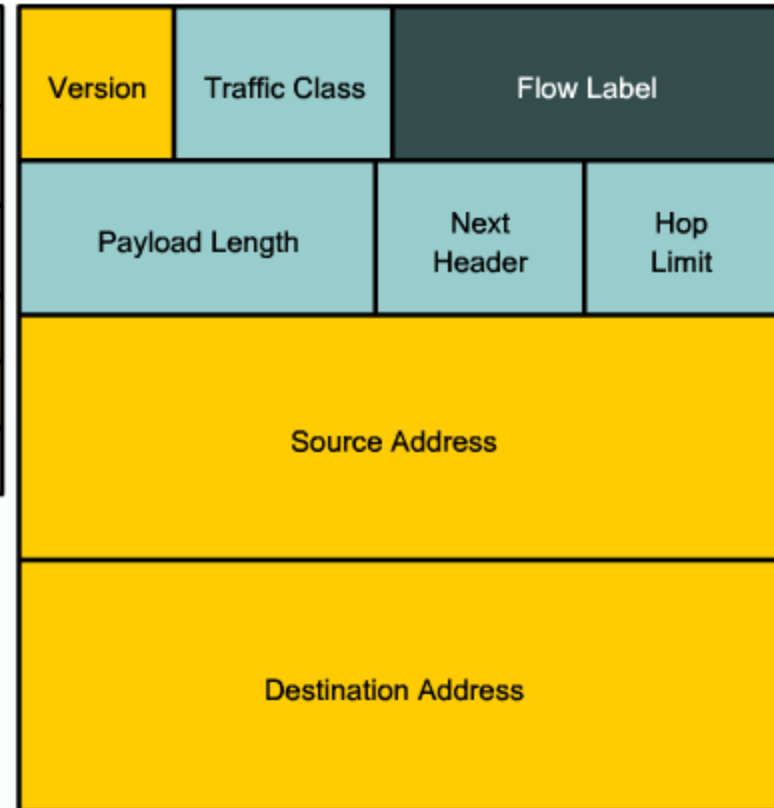 Version
Traffic Class
Flow Label
Payload Length
Next
Header
Hop
Limit
Source Address
Destination Address